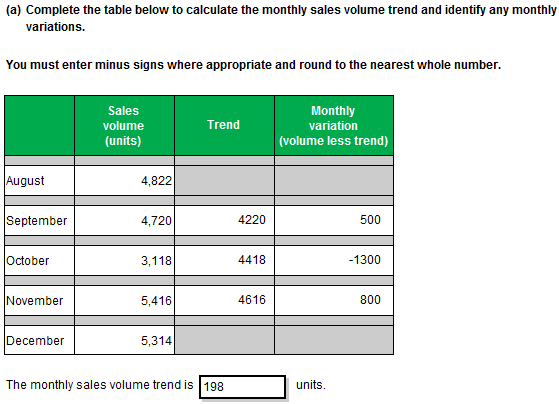 (a) Complete the table below to calculate the monthly sales volume trend and identify any monthly
variations.
You must enter minus signs where appropriate and round to the nearest whole number.
Sales
volume
(units)
Trend
Monthly
variation
(volume less trend)
August 4,822
September 4,720 4220 500
October 3,118 4418 -1300
November 5,416 4616 800
December 5,314
The monthly sales volume trend is 198 units.